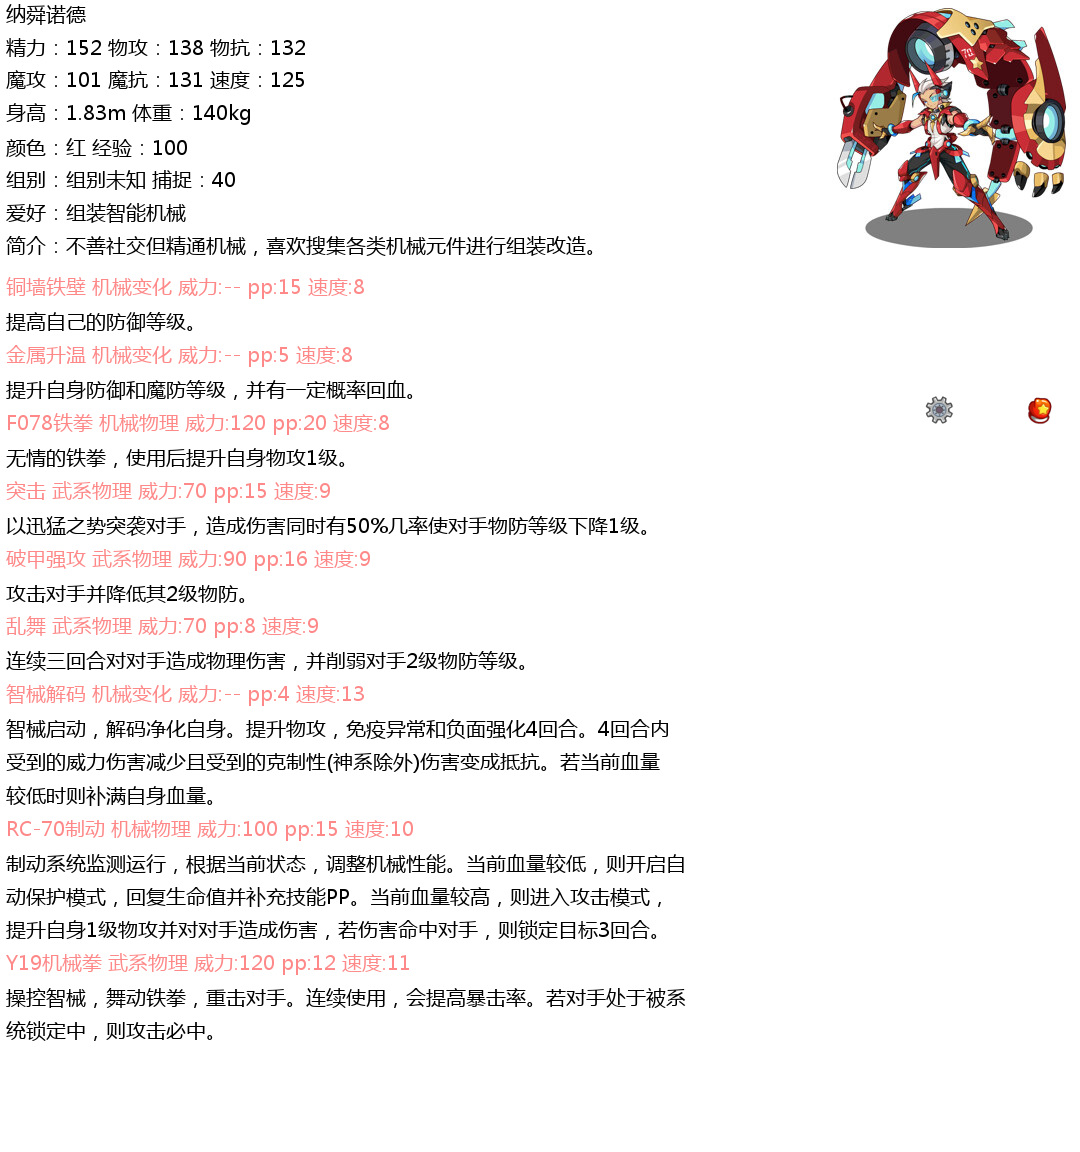 纳舜诺德
精力：152 物攻：138 物抗：132
魔攻：101 魔抗：131 速度：125
身高：1.83m 体重：140kg
颜色：红 经验：100
组别：组别未知 捕捉：40
爱好：组装智能机械
简介：不善社交但精通机械，喜欢搜集各类机械元件进行组装改造。
铜墙铁壁 机械变化 威力:-- pp:15 速度:8
提高自己的防御等级。
金属升温 机械变化 威力:-- pp:5 速度:8
提升自身防御和魔防等级，并有一定概率回血。
F078铁拳 机械物理 威力:120 pp:20 速度:8
无情的铁拳，使用后提升自身物攻1级。
突击 武系物理 威力:70 pp:15 速度:9
以迅猛之势突袭对手，造成伤害同时有50%几率使对手物防等级下降1级。
破甲强攻 武系物理 威力:90 pp:16 速度:9
攻击对手并降低其2级物防。
乱舞 武系物理 威力:70 pp:8 速度:9
连续三回合对对手造成物理伤害，并削弱对手2级物防等级。
智械解码 机械变化 威力:-- pp:4 速度:13
智械启动，解码净化自身。提升物攻，免疫异常和负面强化4回合。4回合内
受到的威力伤害减少且受到的克制性(神系除外)伤害变成抵抗。若当前血量
较低时则补满自身血量。
RC-70制动 机械物理 威力:100 pp:15 速度:10
制动系统监测运行，根据当前状态，调整机械性能。当前血量较低，则开启自
动保护模式，回复生命值并补充技能PP。当前血量较高，则进入攻击模式，
提升自身1级物攻并对对手造成伤害，若伤害命中对手，则锁定目标3回合。
Y19机械拳 武系物理 威力:120 pp:12 速度:11
操控智械，舞动铁拳，重击对手。连续使用，会提高暴击率。若对手处于被系
统锁定中，则攻击必中。